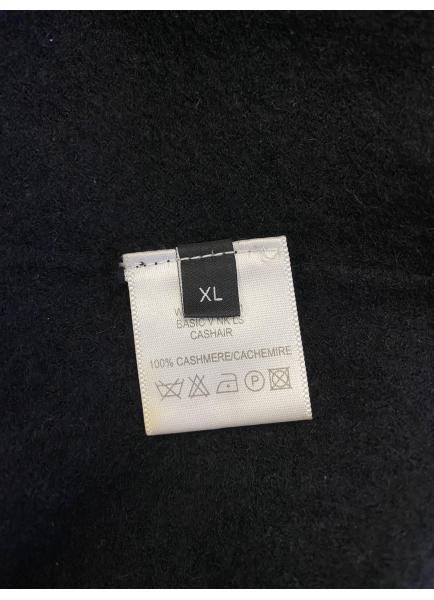 XL
BASIC V NK LS
CASHAIR
100% CASHMERE/CACHEMIRE
P